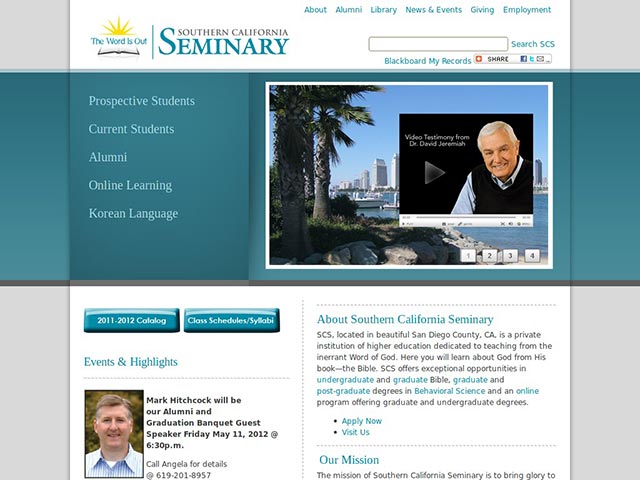 About Alumni Library News & Events Giving Employment
The Word Is Out
SOUTHERN CALIFORNIA
SEMINARY
Search SCS
Blackboard My Records SHARE
Prospective Students
Current Students
Alumni
Online Learning
Korean Language
Video Testimony from
Dr. David Jeremiah
1 2 3 4
2011-2012 Catalog Class Schedules/Syllabi
Events & Highlights
Mark Hitchcock will be
our Alumni and
Graduation Banquet Guest
Speaker Friday May 11, 2012 @
6:30p.m.
Call Angela for details
@ 619-201-8957
About Southern California Seminary
SCS, located in beautiful San Diego County, CA, is a private
institution of higher education dedicated to teaching from the
inerrant Word of God. Here you will learn about God from His
book—the Bible. SCS offers exceptional opportunities in
undergraduate and graduate Bible, graduate and
post-graduate degrees in Behavioral Science and an online
program offering graduate and undergraduate degrees.
• Apply Now
• Visit Us
Our Mission
The mission of Southern California Seminary is to bring glory to